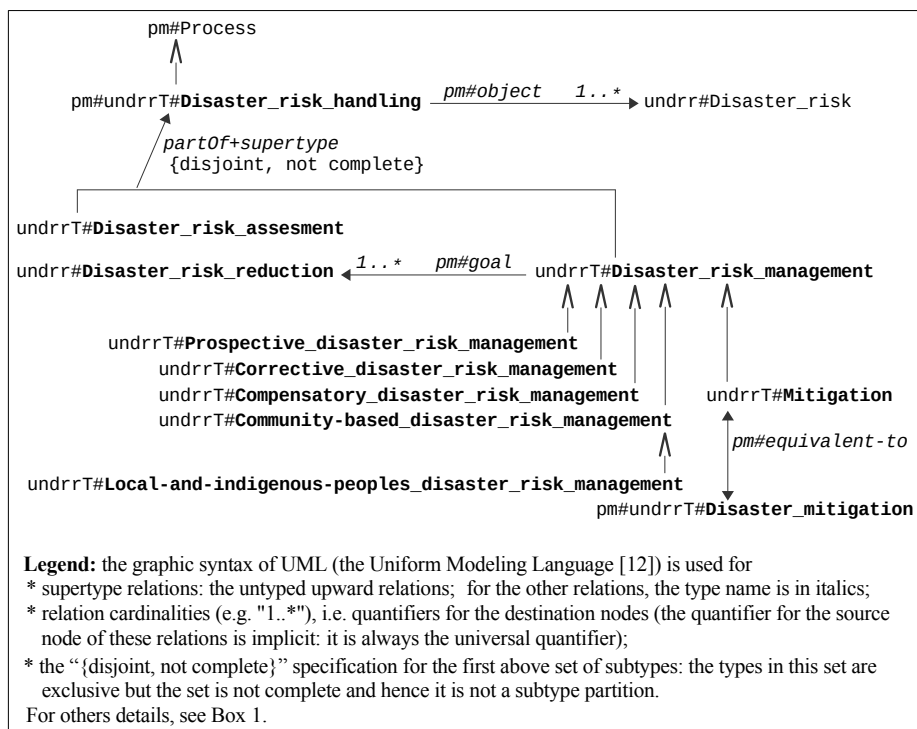 pm#Process
pm#undrrT#Disaster_risk_handling pm#object 1..* undrr#Disaster_risk
partOf+supertype
{disjoint, not complete}
undrrT#Disaster_risk_assesment
undrr#Disaster_risk_reduction 1..* pm#goal undrrT#Disaster_risk_management
undrrT#Prospective_disaster_risk_management
undrrT#Corrective_disaster_risk_management
undrrT#Compensatory_disaster_risk_management undrrT#Mitigation
undrrT#Community-based_disaster_risk_management
pm#equivalent-to
undrrT#Local-and-indigenous-peoples_disaster_risk_management
pm#undrrT#Disaster_mitigation
Legend: the graphic syntax of UML (the Uniform Modeling Language [12]) is used for
* supertype relations: the untyped upward relations; for the other relations, the type name is in italics;
* relation cardinalities (e.g. "1..*"), i.e. quantifiers for the destination nodes (the quantifier for the source
node of these relations is implicit: it is always the universal quantifier);
* the “{disjoint, not complete}” specification for the first above set of subtypes: the types in this set are
exclusive but the set is not complete and hence it is not a subtype partition.
For others details, see Box 1.